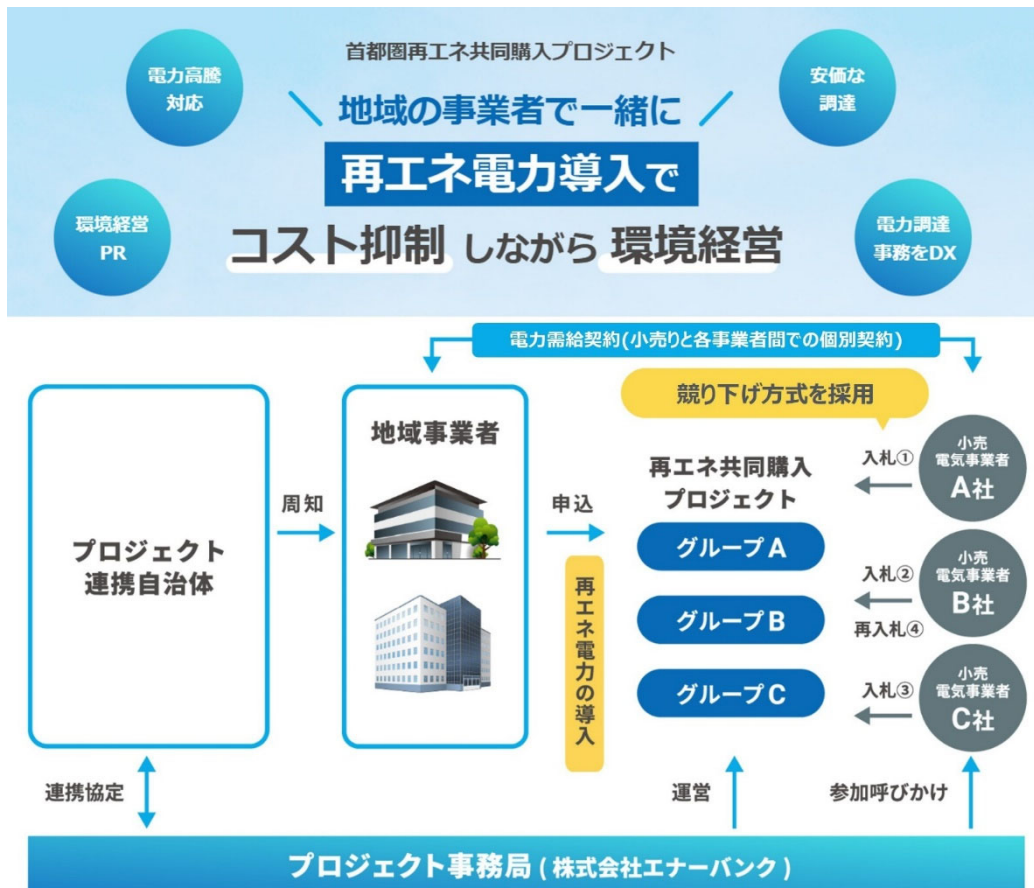 首都圏再エネ共同購入プロジェクト
電力高騰
対応
地域の事業者で一緒に
安価な
調達
再エネ電力導入で
環境経営
PR
コスト抑制 しながら 環境経営
電力調達
事務をDX
電力需給契約(小売りと各事業者間での個別契約)
競り下げ方式を採用
プロジェクト
連携自治体
周知
地域事業者
申込
再エネ電力の導入
再エネ共同購入
プロジェクト
グループA
グループB
グループC
入札①
小売
電気事業者
A社
入札②
再入札④
小売
電気事業者
B社
入札③
小売
電気事業者
C社
連携協定
運営
参加呼びかけ
プロジェクト事務局 ( 株式会社エナーバンク )